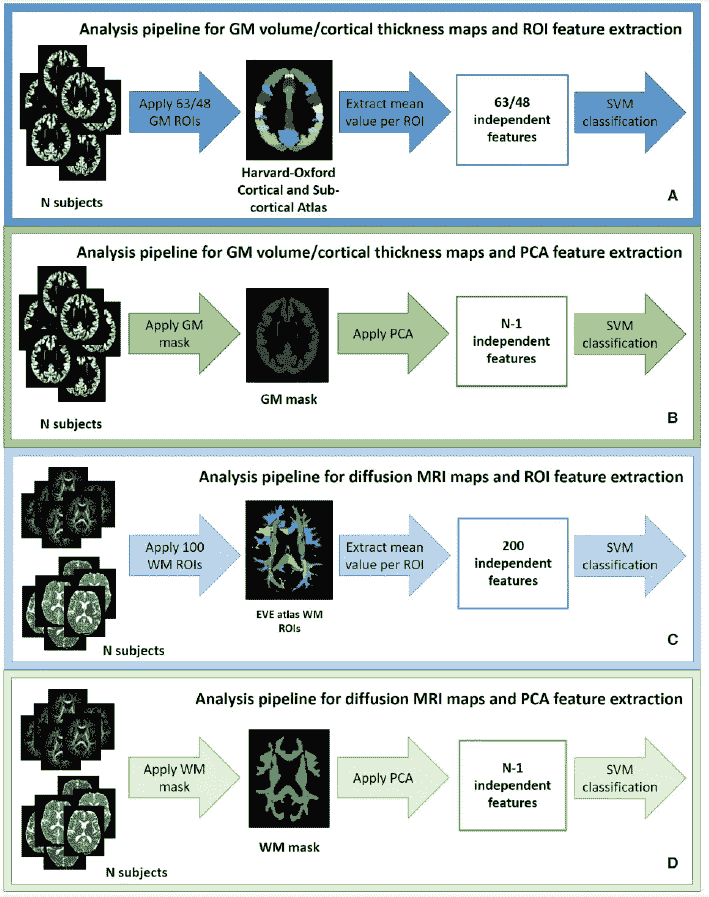 Analysis pipeline for GM volume/cortical thickness maps and ROI feature extraction
N subjects
Apply 63/48
GM ROIs
Harvard-Oxford
Cortical and Sub-
cortical Atlas
Extract mean
value per ROI
63/48
independent
features
SVM
classification
A
Analysis pipeline for GM volume/cortical thickness maps and PCA feature extraction
N subjects
Apply GM
mask
GM mask
Apply PCA
N-1
independent
features
SVM
classification
B
Analysis pipeline for diffusion MRI maps and ROI feature extraction
N subjects
Apply 100
WM ROIs
EVE atlas WM
ROIs
Extract mean
value per ROI
200
independent
features
SVM
classification
C
Analysis pipeline for diffusion MRI maps and PCA feature extraction
N subjects
Apply WM
mask
WM mask
Apply PCA
N-1
independent
features
SVM
classification
D